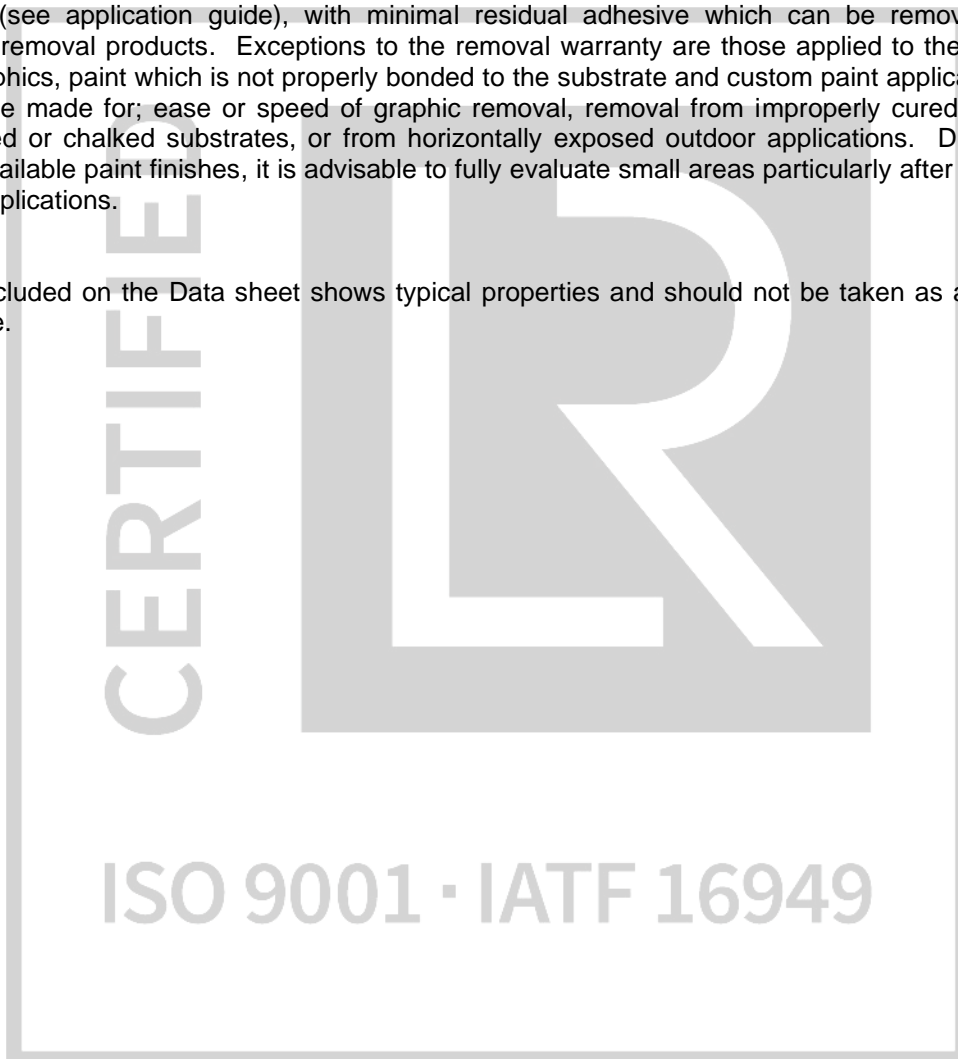 (see application guide), with minimal residual adhesive which can be remov
removal products. Exceptions to the removal warranty are those applied to the
phics, paint which is not properly bonded to the substrate and custom paint applica
e made for; ease or speed of graphic removal, removal from improperly cured
ed or chalked substrates, or from horizontally exposed outdoor applications. D
ailable paint finishes, it is advisable to fully evaluate small areas particularly after
plications.
cluded on the Data sheet shows typical properties and should not be taken as a
e.
CERTIFIED
LR
ISO 9001 · IATF 16949